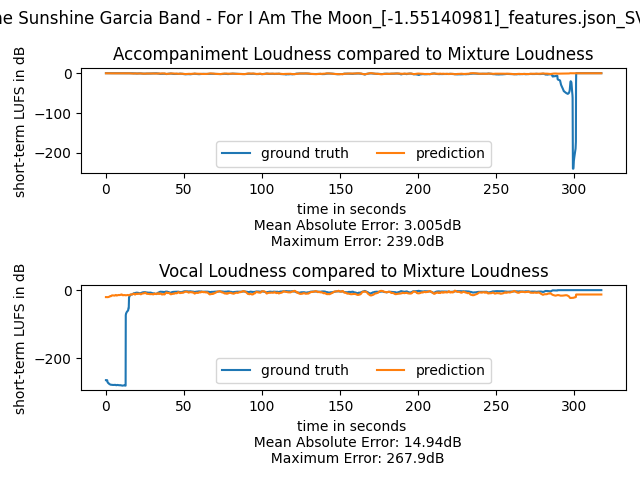 e Sunshine Garcia Band - For I Am The Moon_[-1.55140981]_features.json_SV
Accompaniment Loudness compared to Mixture Loudness
short-term LUFS in dB
0
−100
−200
ground truth
prediction
0 50 100 150 200 250 300
time in seconds
Mean Absolute Error: 3.005dB
Maximum Error: 239.0dB
Vocal Loudness compared to Mixture Loudness
short-term LUFS in dB
0
−200
ground truth
prediction
0 50 100 150 200 250 300
time in seconds
Mean Absolute Error: 14.94dB
Maximum Error: 267.9dB